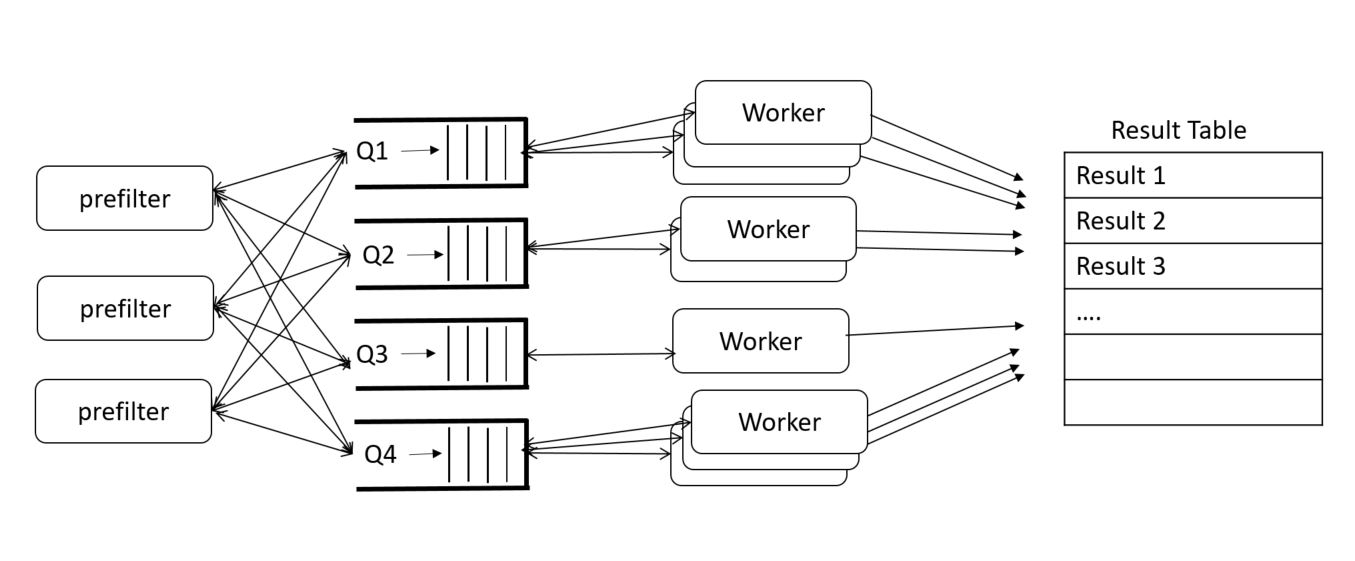 prefilter
prefilter
prefilter
Q1
Q2
Q3
Q4
Worker
Worker
Worker
Worker
Result Table
Result 1
Result 2
Result 3
....